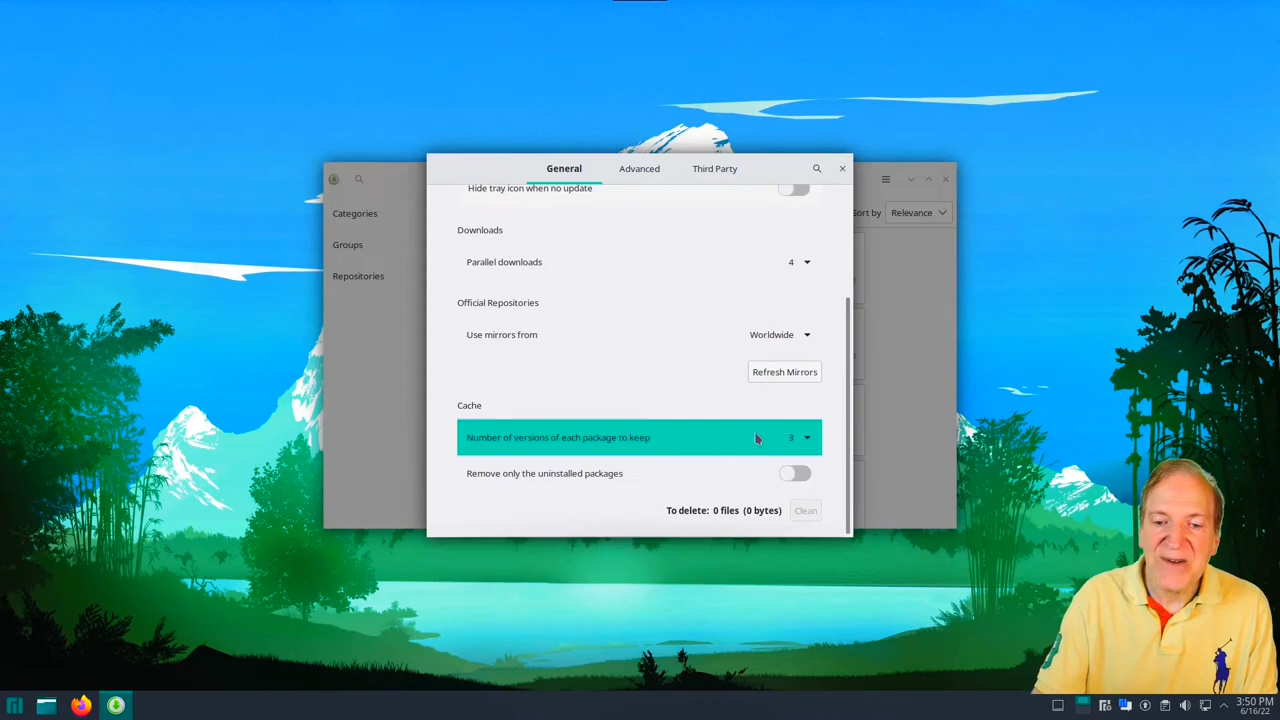 General
Advanced
Third Party
Hide tray icon when no update
Categories
Sort by
Relevance
Downloads
Groups
Parallel downloads
4
Repositories
Official Repositories
Use mirrors from
Worldwide
Refresh Mirrors
Cache
Number of versions of each package to keep
3
Remove only the uninstalled packages
To delete: 0 files (0 bytes)
Clean
3:50 PM
6/16/22